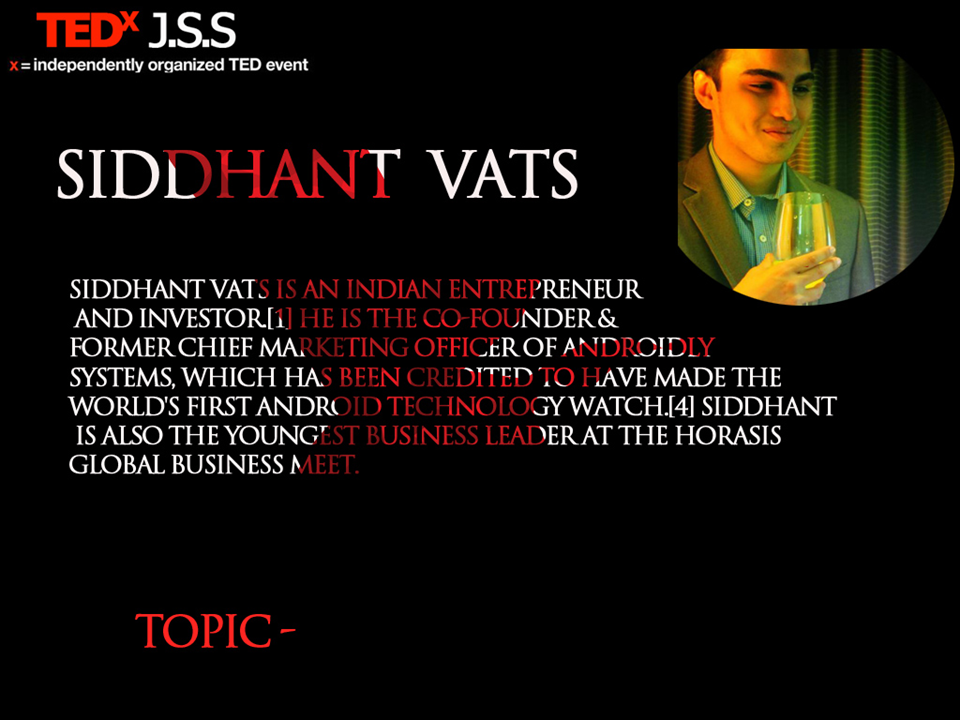 TEDx J.S.S
x = independently organized TED event
SIDDHANT VATS
SIDDHANT VATS IS AN INDIAN ENTREPRENEUR
AND INVESTOR.[1] HE IS THE CO-FOUNDER &
FORMER CHIEF MARKETING OFFICER OF ANDROIDLY
SYSTEMS, WHICH HAS BEEN CREDITED TO HAVE MADE THE
WORLD'S FIRST ANDROID TECHNOLOGY WATCH.[4] SIDDHANT
IS ALSO THE YOUNGEST BUSINESS LEADER AT THE HORASIS
GLOBAL BUSINESS MEET.
TOPIC -